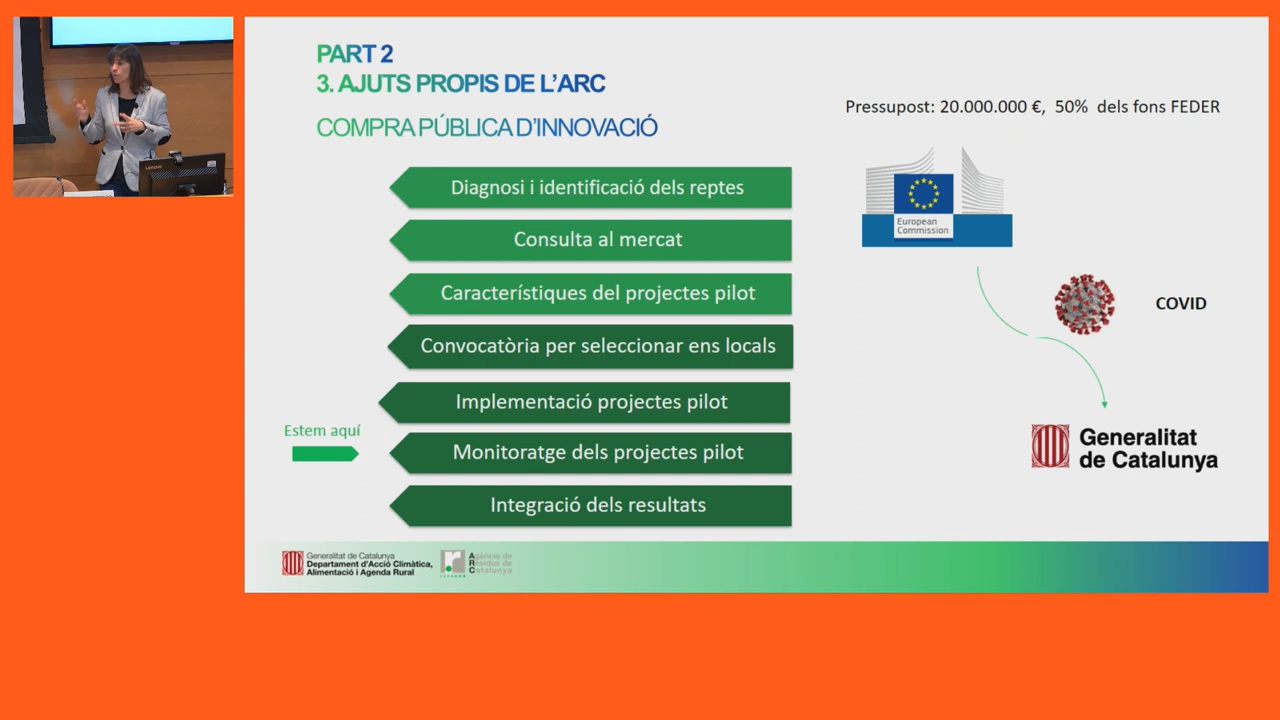 PART 2
3. AJUTS PROPIS DE L'ARC
COMPRA PÚBLICA D'INNOVACIÓ
Pressupost: 20.000.000 €, 50% dels fons FEDER
Diagnosi i identificació dels reptes
Consulta al mercat
Característiques del projectes pilot
Convocatòria per seleccionar ens locals
Implementació projectes pilot
Estem aquí
Monitoratge dels projectes pilot
Integració dels resultats
European
Commission
COVID
Generalitat
de Catalunya
Generalitat de Catalunya
Departament d'Acció Climàtica,
Alimentació i Agenda Rural
Agència de
Residus de
Catalunya
Lenovo